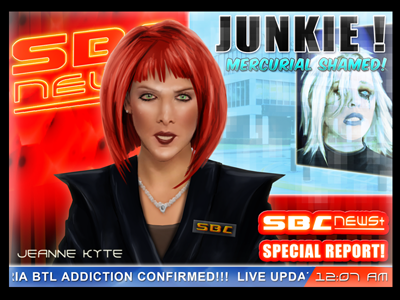 SBC
NEWS
JUNKIE !
MERCURIAL SHAMED!
SBC
SBC NEWS+
SPECIAL REPORT!
JEANNE KYTE
:IA BTL ADDICTION CONFIRMED!!! LIVE UPDA
12:07 AM